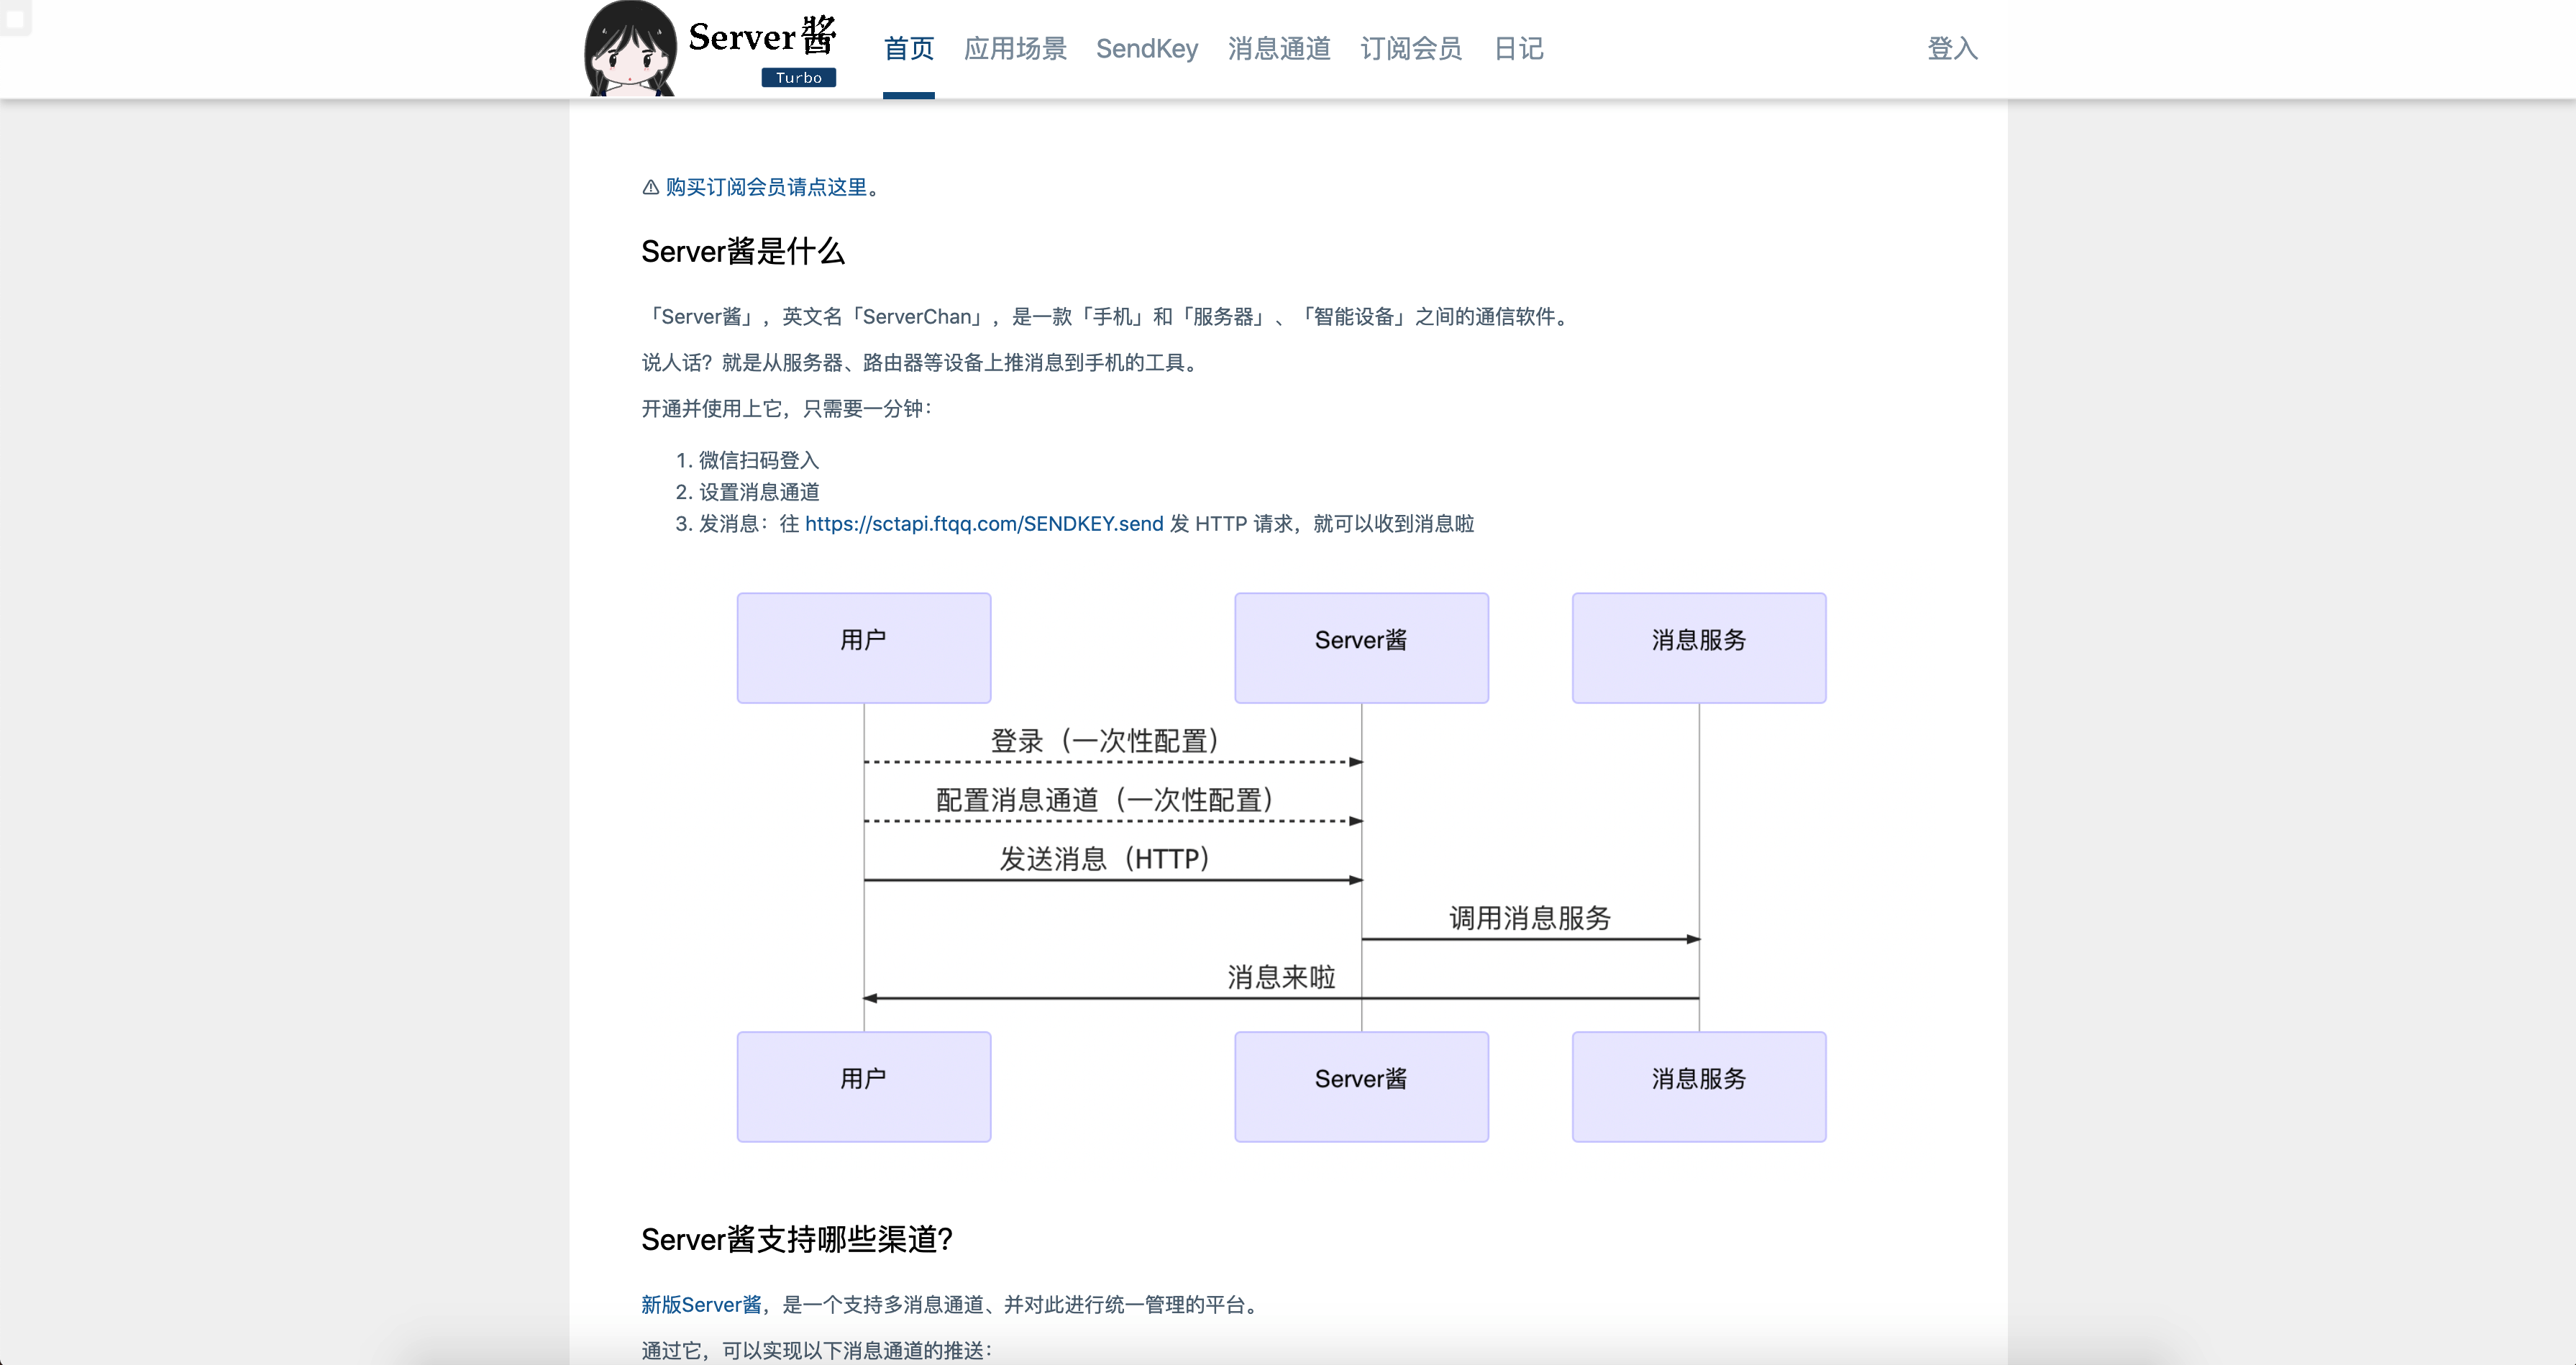 Server酱
Turbo
首页 应用场景 SendKey 消息通道 订阅会员 日记 登入
⚠ 购买订阅会员请点这里。
Server酱是什么
「Server酱」，英文名「ServerChan」，是一款「手机」和「服务器」、「智能设备」之间的通信软件。
说人话？就是从服务器、路由器等设备上推消息到手机的工具。
开通并使用上它，只需要一分钟：
1. 微信扫码登入
2. 设置消息通道
3. 发消息：往 https://sctapi.ftqq.com/SENDKEY.send 发 HTTP 请求，就可以收到消息啦
用户 Server酱 消息服务
登录（一次性配置）
配置消息通道（一次性配置）
发送消息（HTTP）
调用消息服务
消息来啦
用户 Server酱 消息服务
Server酱支持哪些渠道？
新版Server酱，是一个支持多消息通道、并对此进行统一管理的平台。
通过它，可以实现以下消息通道的推送：